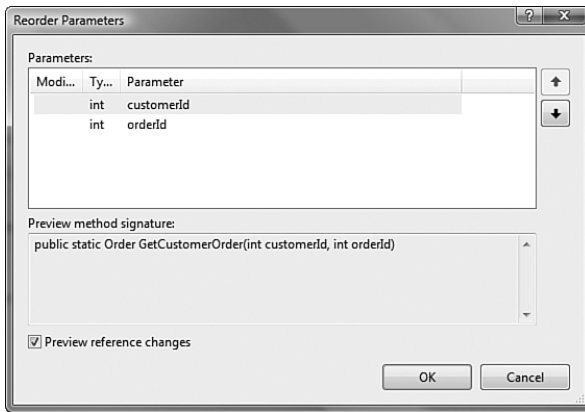 Reorder Parameters
Parameters:
Modi... Ty... Parameter
int customerId
int orderId
Preview method signature:
public static Order GetCustomerOrder(int customerId, int orderId)
Preview reference changes
OK Cancel